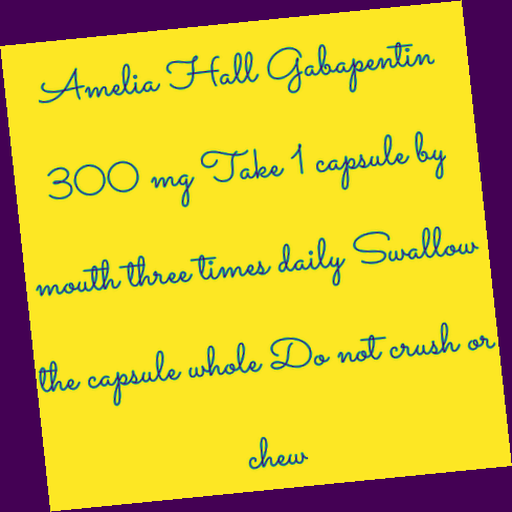 Amelia Hall Gabapentin
300 mg Take 1 capsule by
mouth three times daily Swallow
the capsule whole Do not crush or
chew